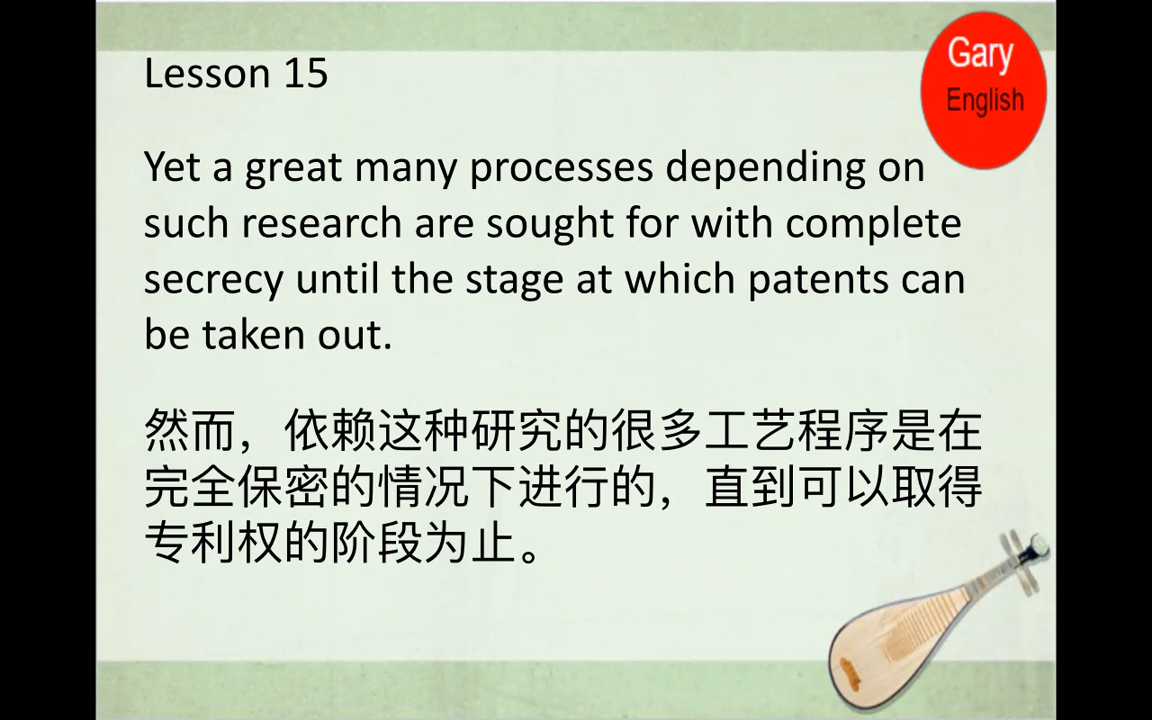 Lesson 15
Gary
English
Yet a great many processes depending on
such research are sought for with complete
secrecy until the stage at which patents can
be taken out.
然而，依赖这种研究的很多工艺程序是在
完全保密的情况下进行的，直到可以取得
专利权的阶段为止。